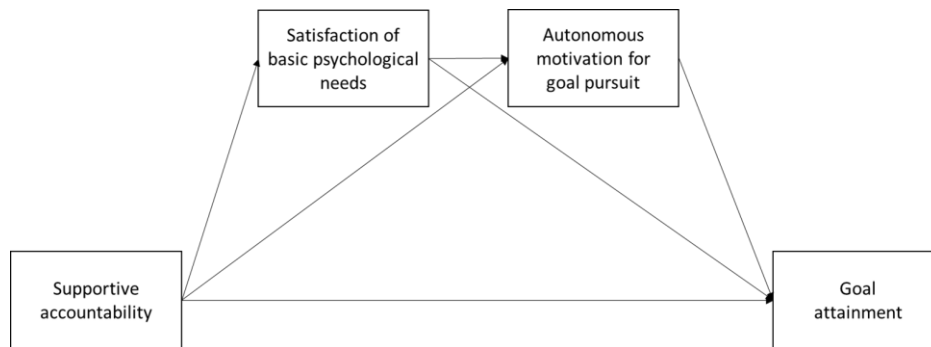 Satisfaction of
basic psychological
needs
Autonomous
motivation for
goal pursuit
Supportive
accountability
Goal
attainment